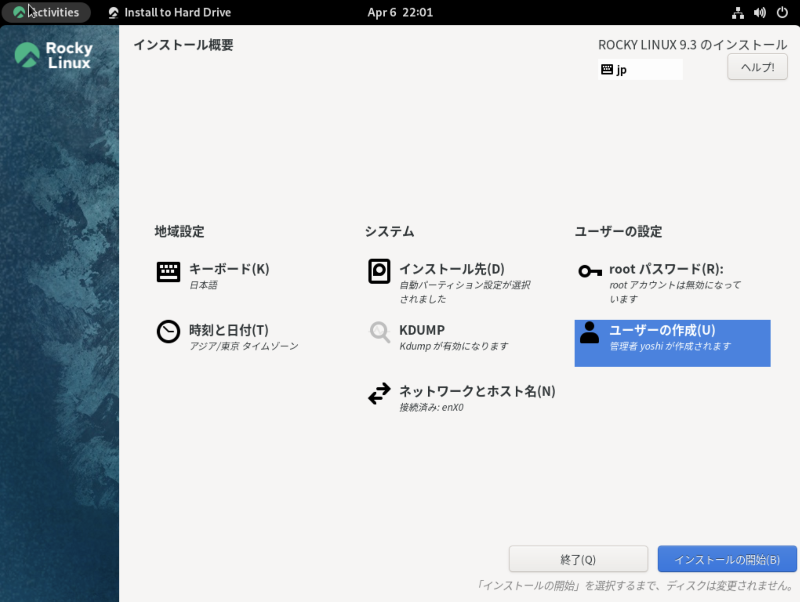 Activities
Install to Hard Drive
Apr 6 22:01
Rocky
Linux
インストール概要
ROCKY LINUX 9.3 のインストール
jp
ヘルプ!
地域設定
キーボード(K)
日本語
時刻と日付(T)
アジア/東京 タイムゾーン
システム
インストール先(D)
自動パーティション設定が選択
されました
KDUMP
Kdump が有効になります
ネットワークとホスト名(N)
接続済み: enX0
ユーザーの設定
root パスワード(R):
root アカウントは無効になって
います
ユーザーの作成(U)
管理者 yoshi が作成されます
終了(Q)
インストールの開始(B)
「インストールの開始」を選択するまで、ディスクは変更されません。